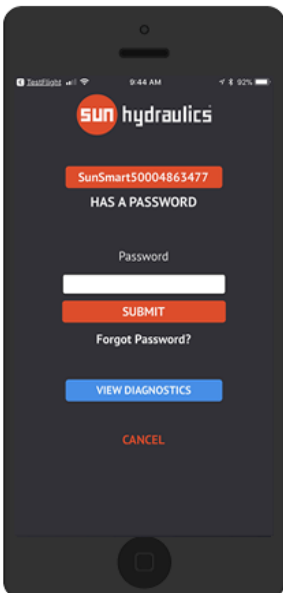 TestFlight 9:44 AM 92%
sun hydraulics
SunSmart50004863477
HAS A PASSWORD
Password
SUBMIT
Forgot Password?
VIEW DIAGNOSTICS
CANCEL